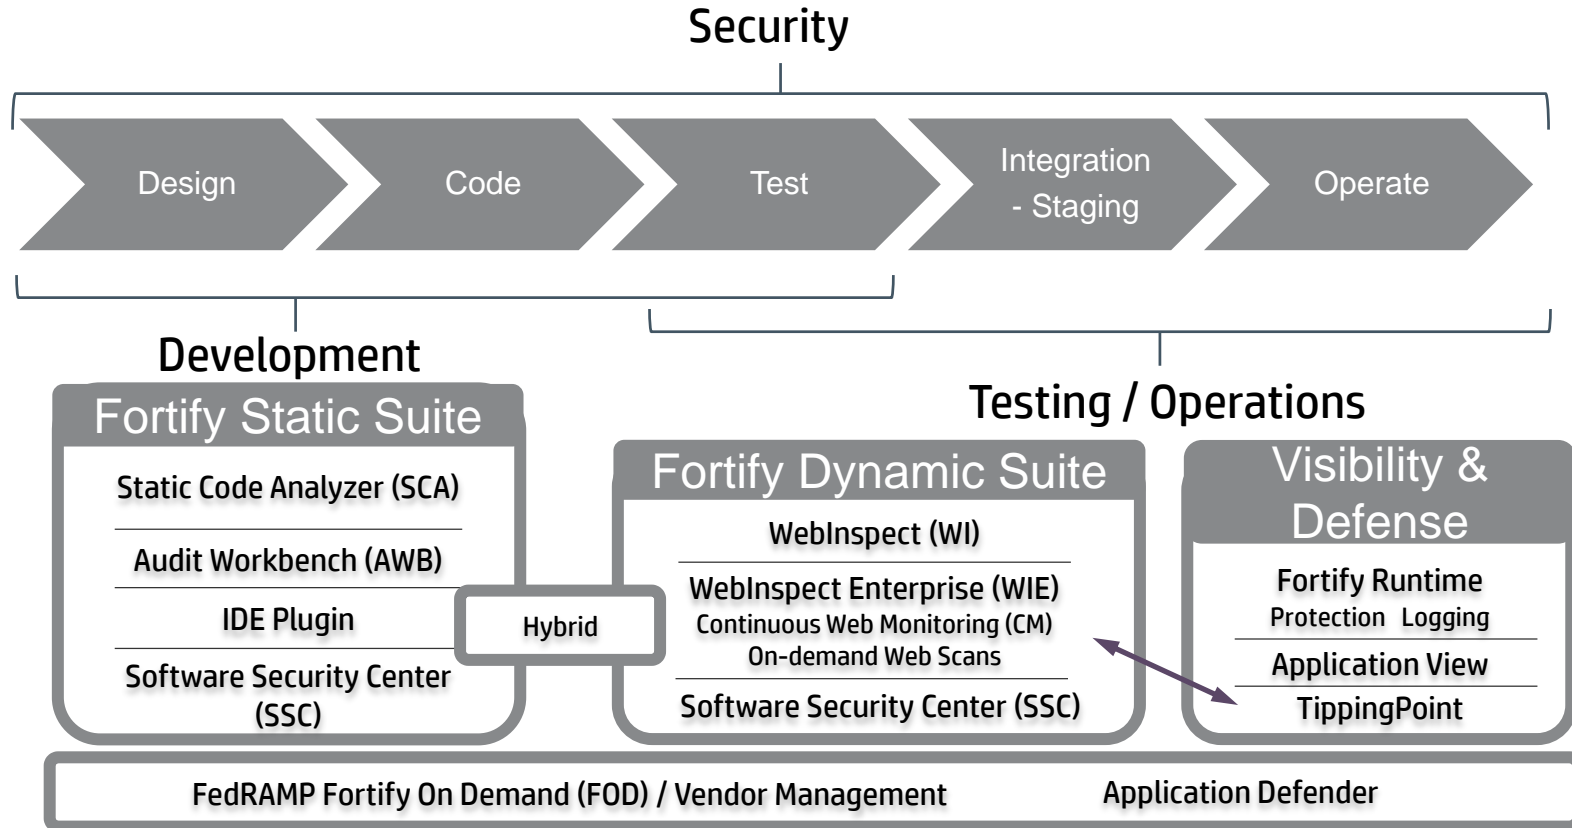 Security
Design
Code
Test
Integration
- Staging
Operate
Development
Testing / Operations
Fortify Static Suite
Static Code Analyzer (SCA)
Audit Workbench (AWB)
IDE Plugin
Software Security Center
(SSC)
Hybrid
Fortify Dynamic Suite
WebInspect (WI)
WebInspect Enterprise (WIE)
Continuous Web Monitoring (CM)
On-demand Web Scans
Software Security Center (SSC)
Visibility &
Defense
Fortify Runtime
Protection Logging
Application View
TippingPoint
FedRAMP Fortify On Demand (FOD) / Vendor Management
Application Defender